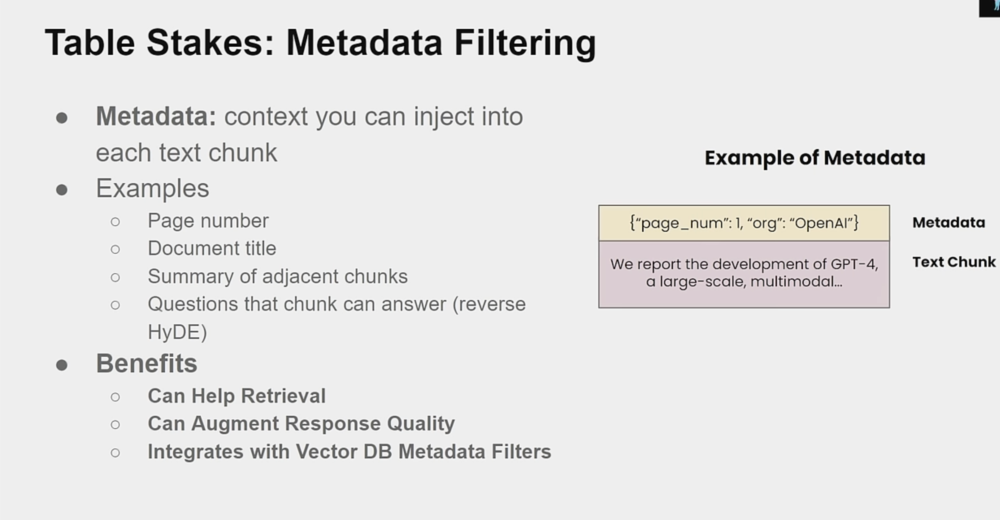 Table Stakes: Metadata Filtering
● Metadata: context you can inject into
each text chunk
● Examples
○ Page number
○ Document title
○ Summary of adjacent chunks
○ Questions that chunk can answer (reverse
HyDE)
● Benefits
○ Can Help Retrieval
○ Can Augment Response Quality
○ Integrates with Vector DB Metadata Filters
Example of Metadata
{“page_num”: 1, “org”: “OpenAI”}
Metadata
We report the development of GPT-4,
a large-scale, multimodal...
Text Chunk